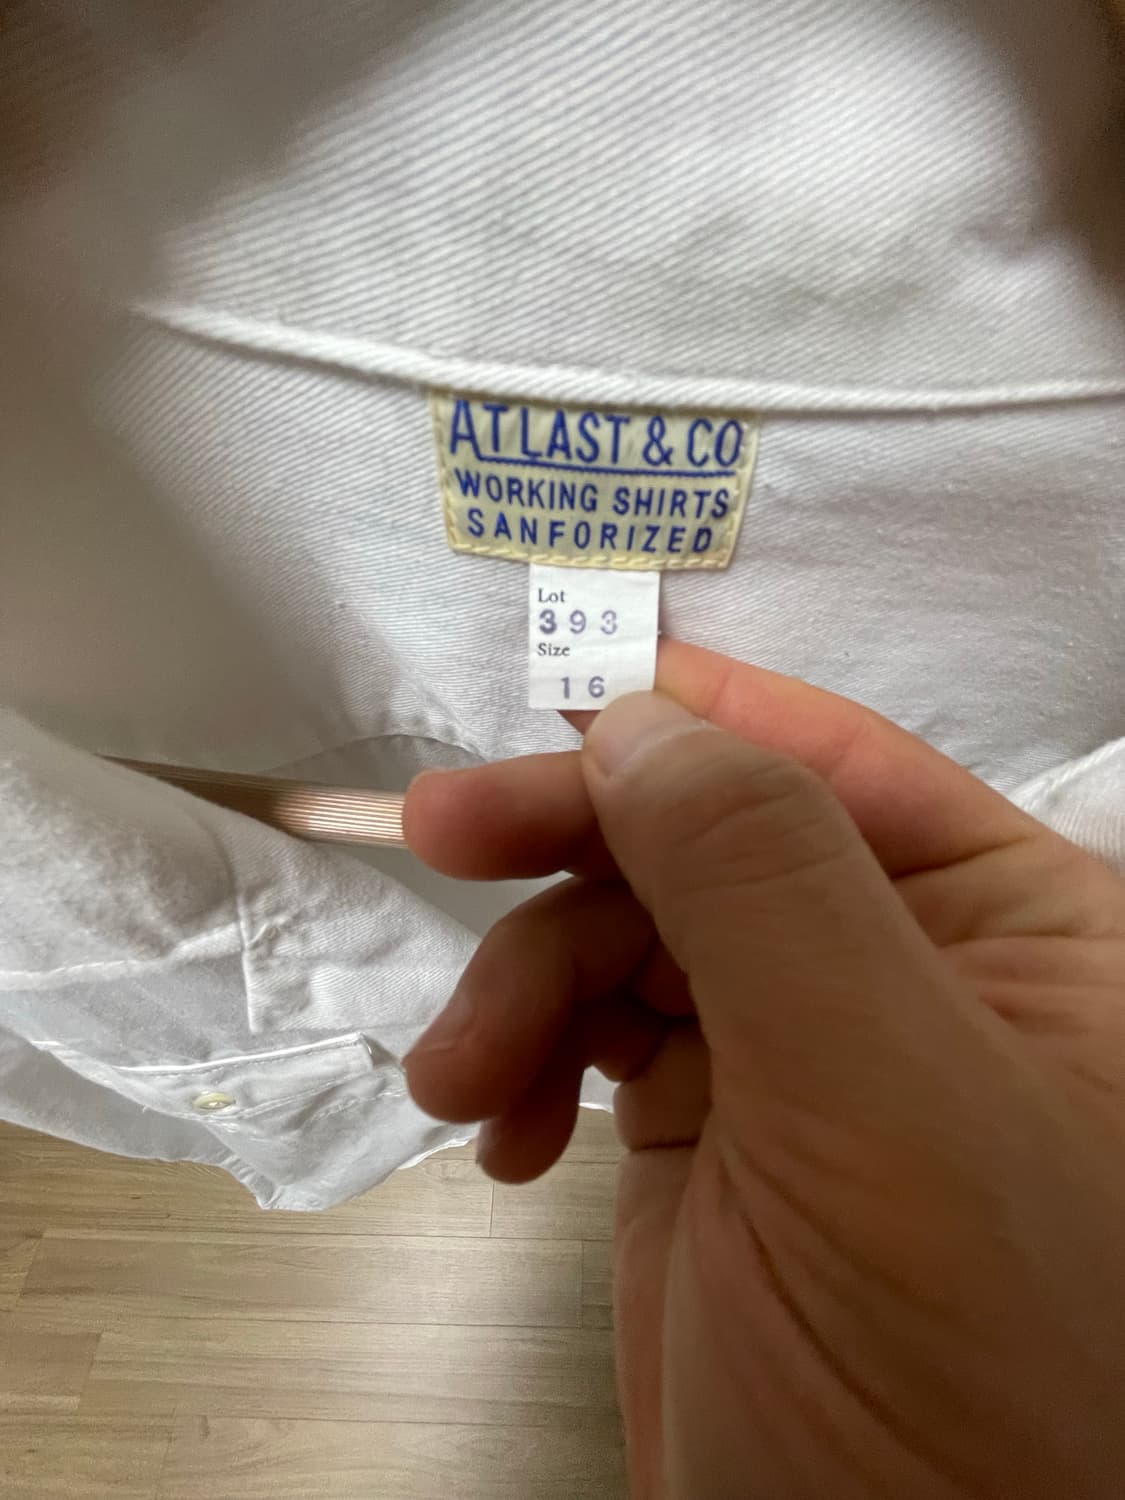 ATLAST & CO
WORKING SHIRTS
SANFORIZED
Lot
393
Size
16